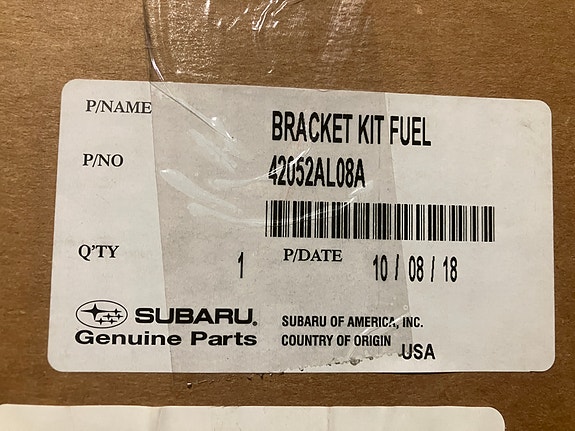 P/NAME BRACKET KIT FUEL
P/NO 42052AL08A
Q'TY 1 P/DATE 10 / 08 / 18
SUBARU®
Genuine Parts
SUBARU OF AMERICA, INC.
COUNTRY OF ORIGIN
USA